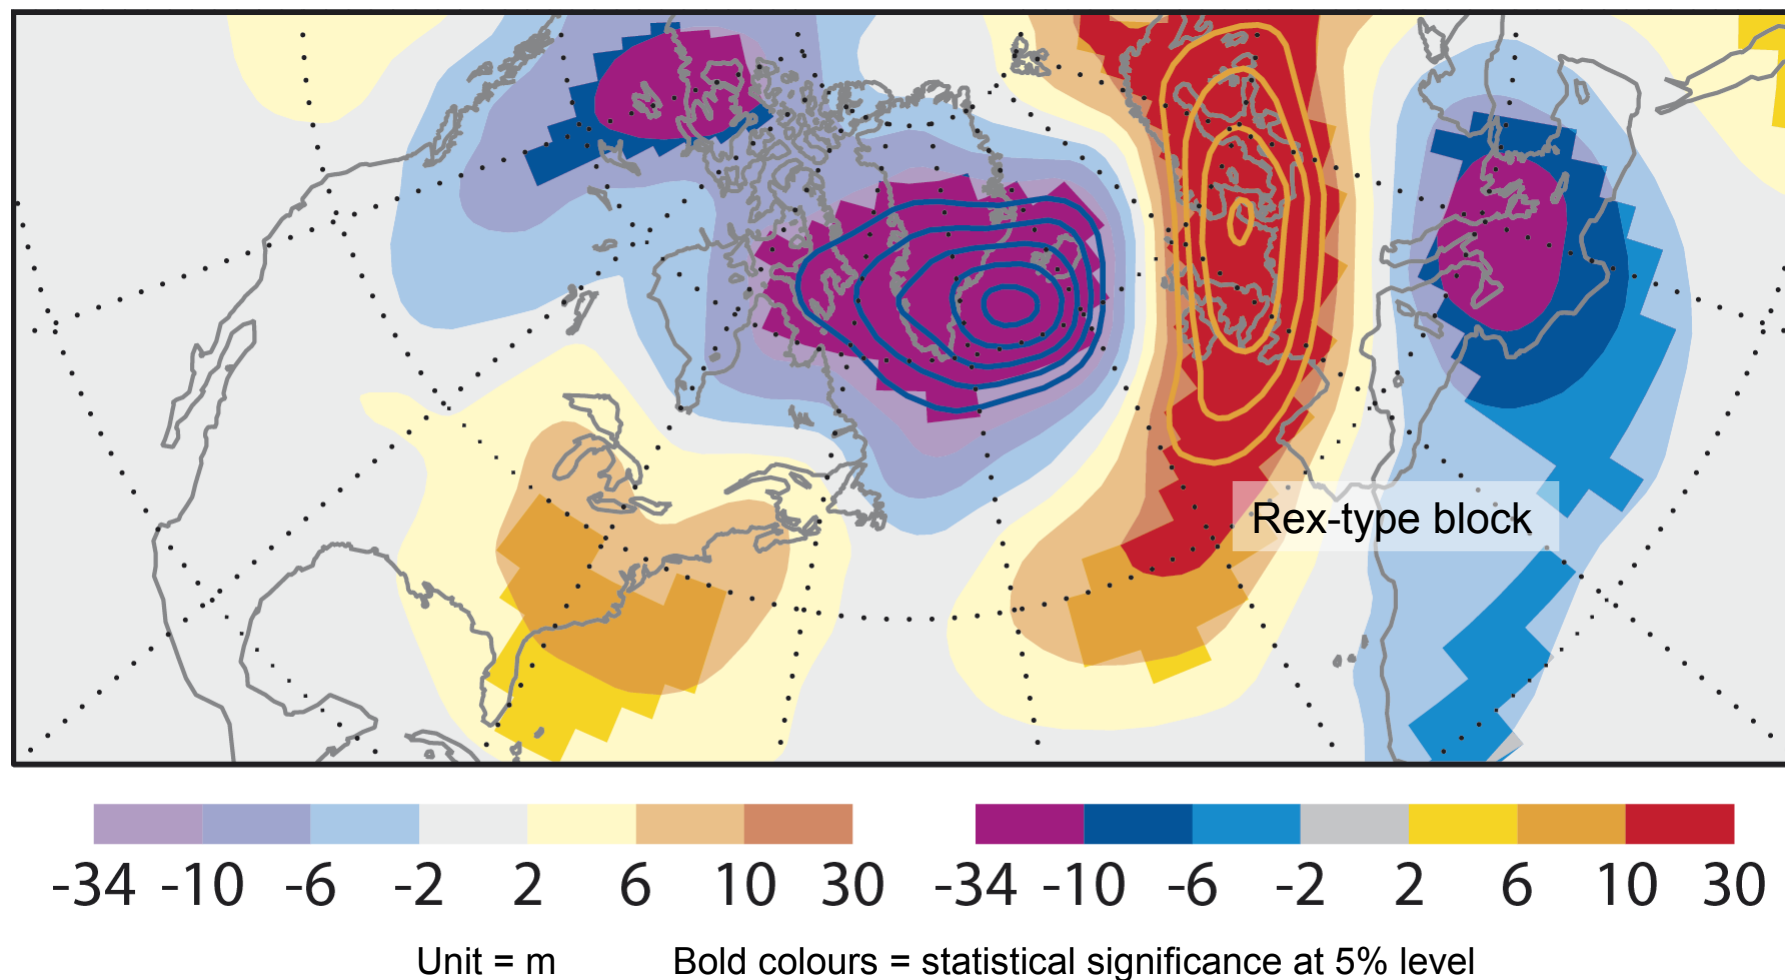 Rex-type block
-34 -10 -6 -2 2 6 10 30 -34 -10 -6 -2 2 6 10 30
Unit = m Bold colours = statistical significance at 5% level